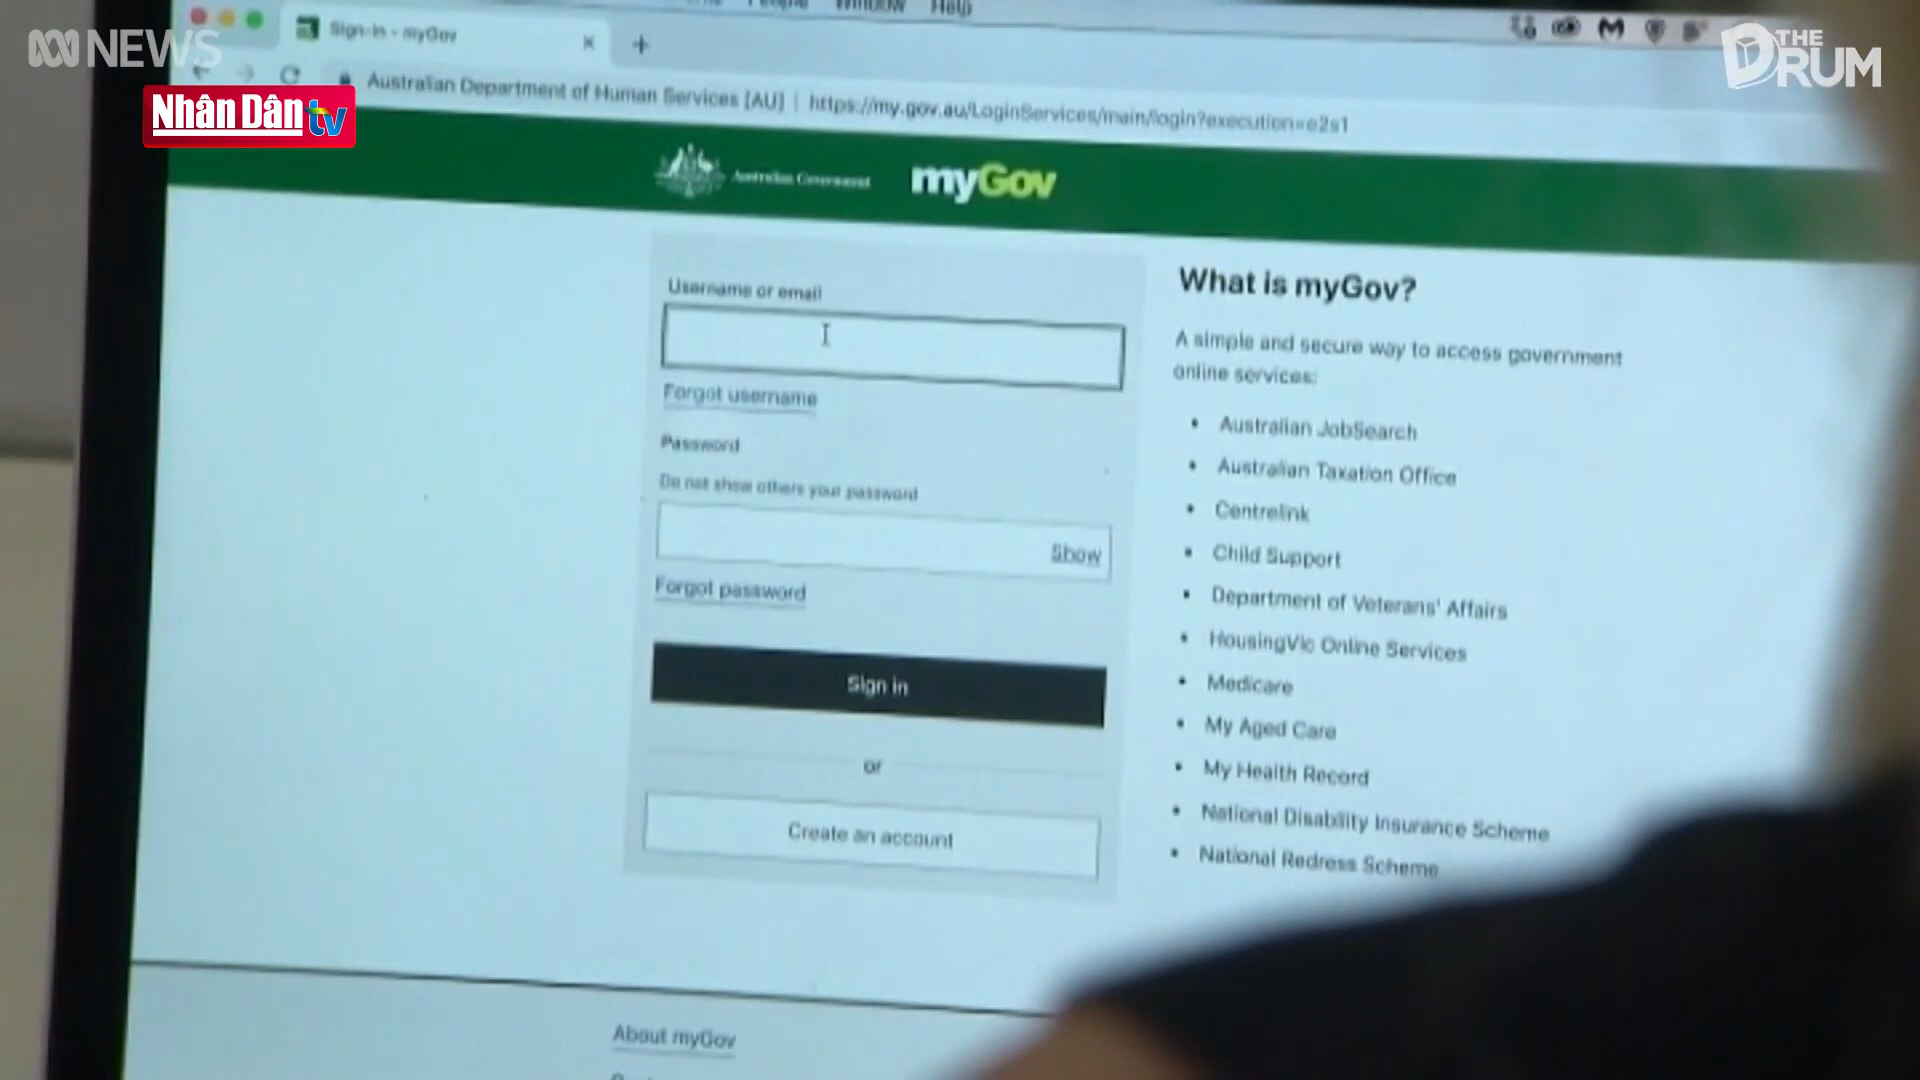 Window Help
NEWS
THE DRUM
Sign-in - myGov
Nhân Dân tv
Australian Department of Human Services [AU] | https://my.gov.au/LoginServices/main/login?execution=e2s1
Australian Government
myGov
Username or email
Forgot username
Password
Do not show others your password
Show
Forgot password
Sign in
or
Create an account
What is myGov?
A simple and secure way to access government
online services:
• Australian JobSearch
• Australian Taxation Office
• Centrelink
• Child Support
• Department of Veterans' Affairs
• HousingVic Online Services
• Medicare
• My Aged Care
• My Health Record
• National Disability Insurance Scheme
• National Redress Scheme
About myGov